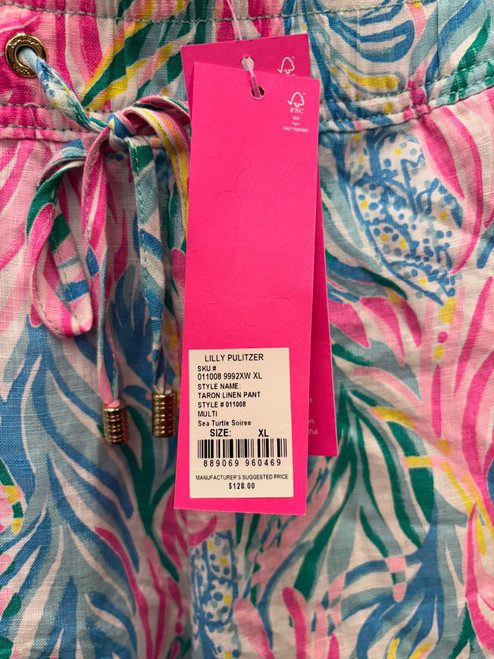 FSC
MIX
LILLY PULITZER
SKU #
011008 9992XW XL
STYLE NAME:
TARON LINEN PANT
STYLE # 011008
MULTI
Sea Turtle Soiree
SIZE: XL
889069 960469
MANUFACTURER'S SUGGESTED PRICE
$128.00